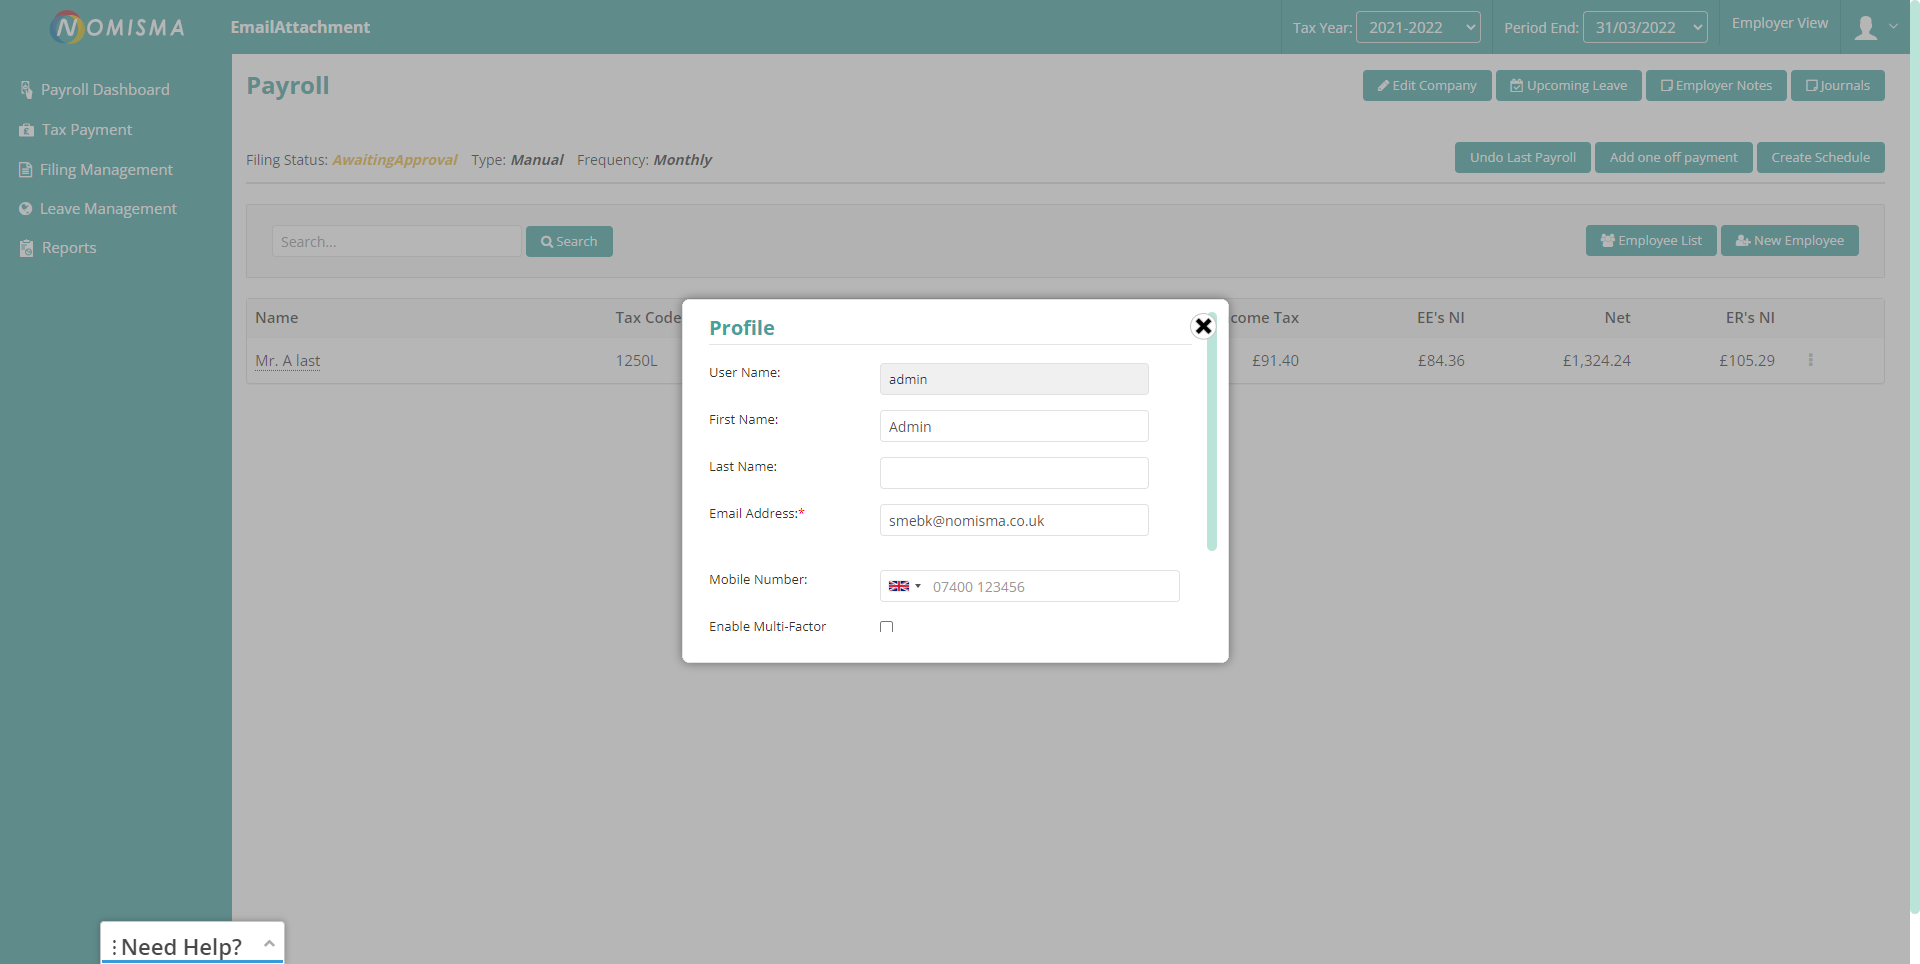 NOMISMA
EmailAttachment
Tax Year: 2021-2022
Period End: 31/03/2022
Employer View
Payroll Dashboard
Tax Payment
Filing Management
Leave Management
Reports
Payroll
Edit Company
Upcoming Leave
Employer Notes
Journals
Filing Status: AwaitingApproval Type: Manual Frequency: Monthly
Undo Last Payroll
Add one off payment
Create Schedule
Search...
Search
Employee List
New Employee
Name Tax Code come Tax EE's NI Net ER's NI
Mr. A last 1250L £91.40 £84.36 £1,324.24 £105.29
Profile
User Name: admin
First Name: Admin
Last Name:
Email Address:* smebk@nomisma.co.uk
Mobile Number: 07400 123456
Enable Multi-Factor
Need Help?